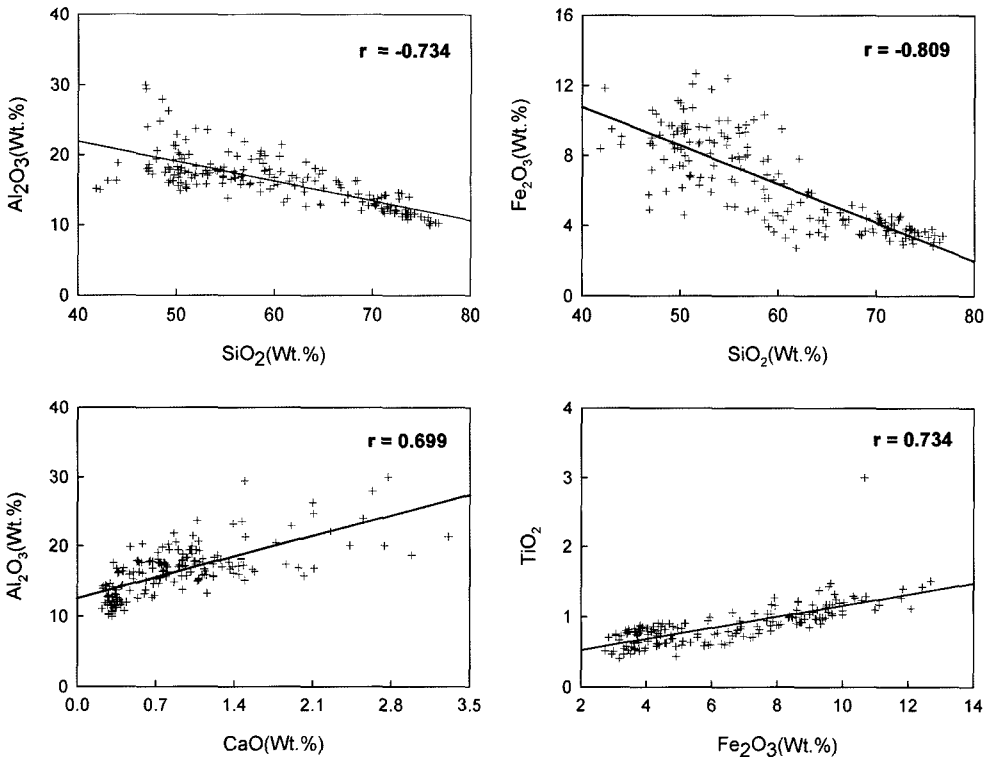 40
30
20
10
0
Al₂O₃(Wt.%)
r = -0.734
40 50 60 70 80
SiO₂(Wt.%)
16
12
8
4
0
Fe₂O₃(Wt.%)
r = -0.809
40 50 60 70 80
SiO₂(Wt.%)
40
30
20
10
0
Al₂O₃(Wt.%)
r = 0.699
0.0 0.7 1.4 2.1 2.8 3.5
CaO(Wt.%)
4
3
2
1
0
TiO₂
r = 0.734
2 4 6 8 10 12 14
Fe₂O₃(Wt.%)